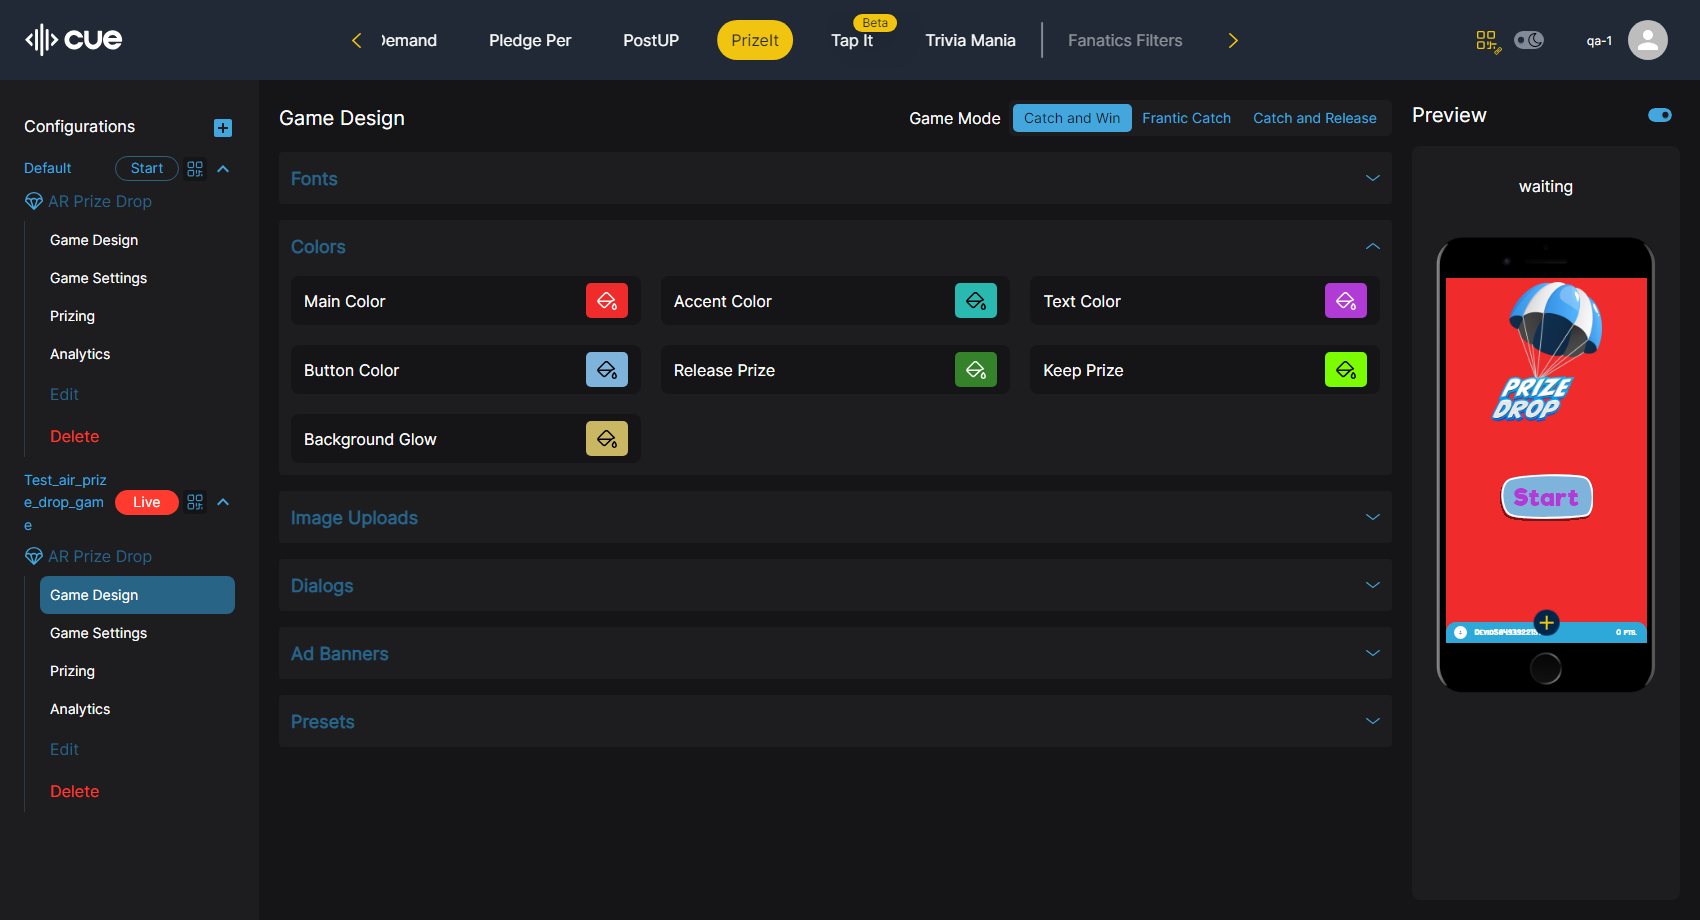 cue
Demand
Pledge Per
PostUP
PrizeIt
Beta
Tap It
Trivia Mania
Fanatics Filters
qa-1
Configurations
Default
Start
AR Prize Drop
Game Design
Game Settings
Prizing
Analytics
Edit
Delete
Test_air_priz
e_drop_gam
e
Live
AR Prize Drop
Game Design
Game Settings
Prizing
Analytics
Edit
Delete
Game Design
Game Mode
Catch and Win
Frantic Catch
Catch and Release
Fonts
Colors
Main Color
Accent Color
Text Color
Button Color
Release Prize
Keep Prize
Background Glow
Image Uploads
Dialogs
Ad Banners
Presets
Preview
waiting
PRIZE
DROP
Start
0 PTS.